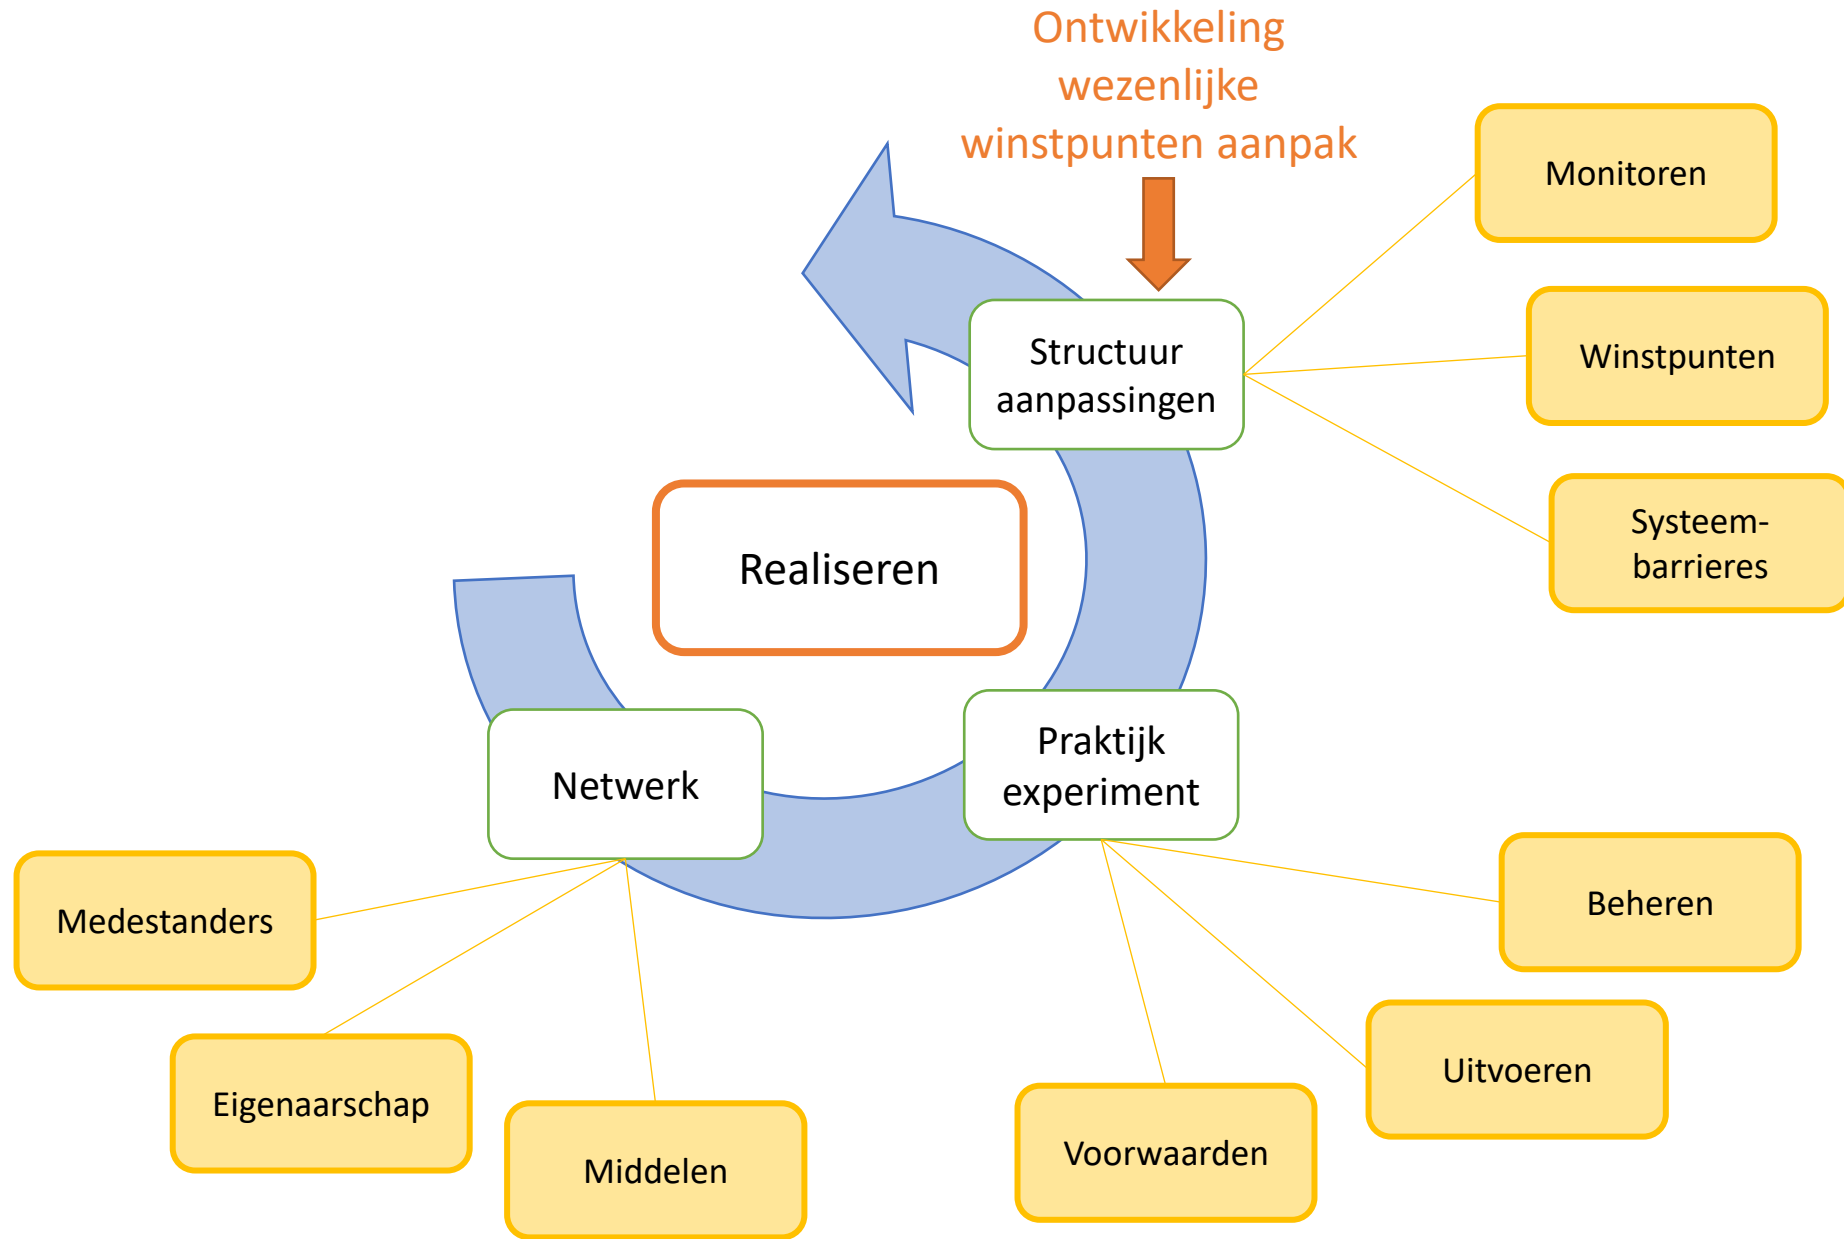 Ontwikkeling
wezenlijke
winstpunten aanpak
Monitoren
Structuur
aanpassingen
Winstpunten
Systeem-
barrieres
Realiseren
Netwerk
Praktijk
experiment
Medestanders
Eigenaarschap
Middelen
Beheren
Uitvoeren
Voorwaarden